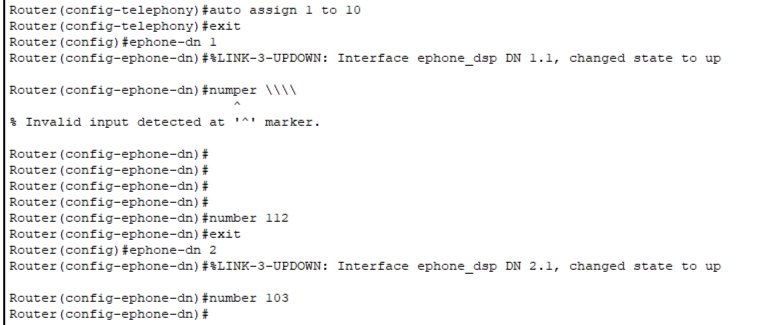 Router(config-telephony)#auto assign 1 to 10
Router(config-telephony)#exit
Router(config)#ephone-dn 1
Router(config-ephone-dn)#%LINK-3-UPDOWN: Interface ephone_dsp DN 1.1, changed state to up
Router(config-ephone-dn)#numper \\\\
^
% Invalid input detected at '^' marker.
Router(config-ephone-dn)#
Router(config-ephone-dn)#
Router(config-ephone-dn)#
Router(config-ephone-dn)#
Router(config-ephone-dn)#number 112
Router(config-ephone-dn)#exit
Router(config)#ephone-dn 2
Router(config-ephone-dn)#%LINK-3-UPDOWN: Interface ephone_dsp DN 2.1, changed state to up
Router(config-ephone-dn)#number 103
Router(config-ephone-dn)#